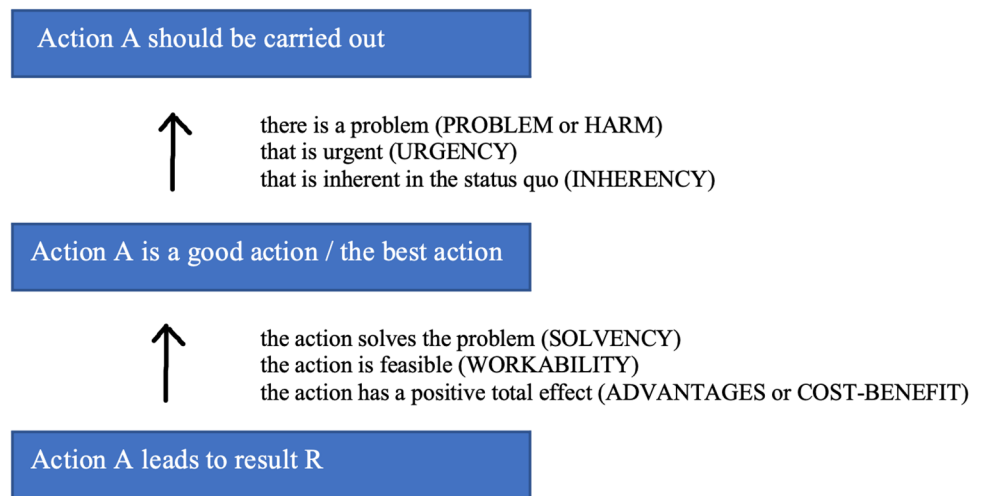 Action A should be carried out
there is a problem (PROBLEM or HARM)
that is urgent (URGENCY)
that is inherent in the status quo (INHERENCY)
Action A is a good action / the best action
the action solves the problem (SOLVENCY)
the action is feasible (WORKABILITY)
the action has a positive total effect (ADVANTAGES or COST-BENEFIT)
Action A leads to result R